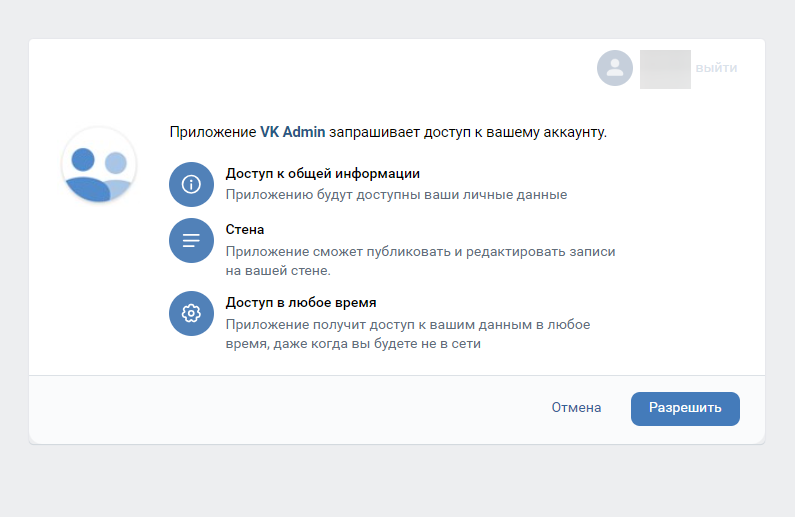 выйти
Приложение VK Admin запрашивает доступ к вашему аккаунту.
Доступ к общей информации
Приложению будут доступны ваши личные данные
Стена
Приложение сможет публиковать и редактировать записи
на вашей стене.
Доступ в любое время
Приложение получит доступ к вашим данным в любое
время, даже когда вы будете не в сети
Отмена
Разрешить